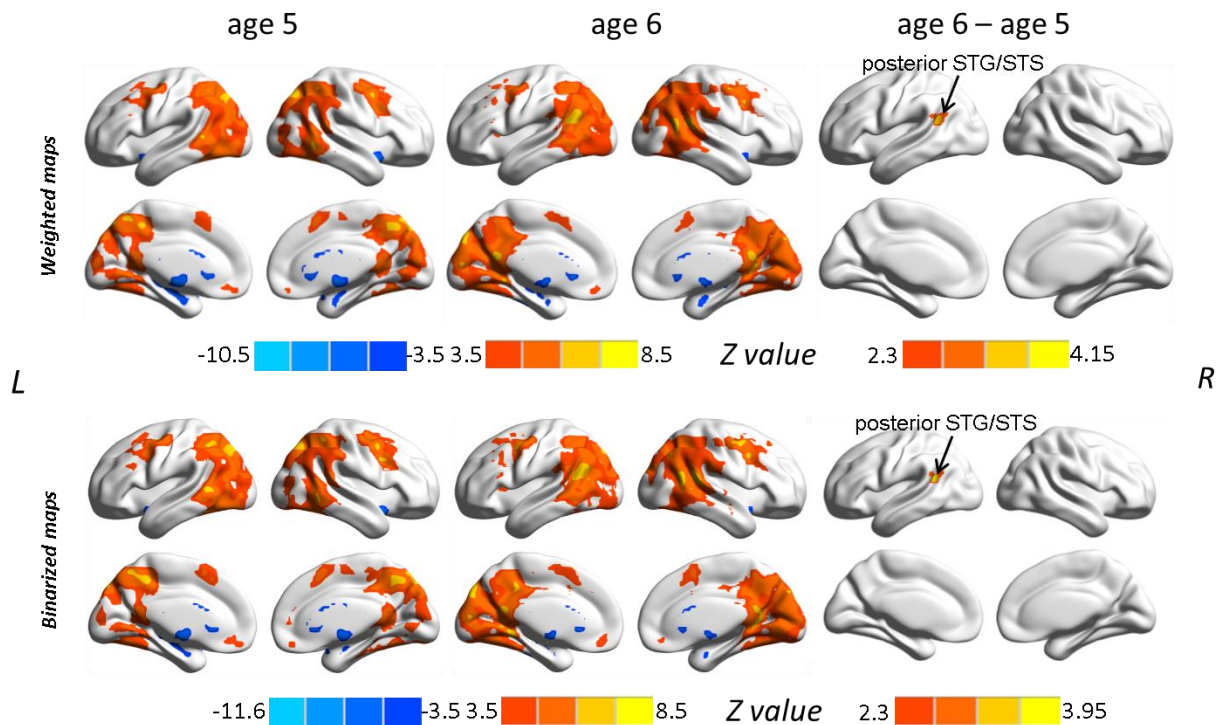 age 5 age 6 age 6 – age 5
posterior STG/STS
Weighted maps
-10.5 -3.5 3.5 8.5 Z value 2.3 4.15
L R
posterior STG/STS
Binarized maps
-11.6 -3.5 3.5 8.5 Z value 2.3 3.95